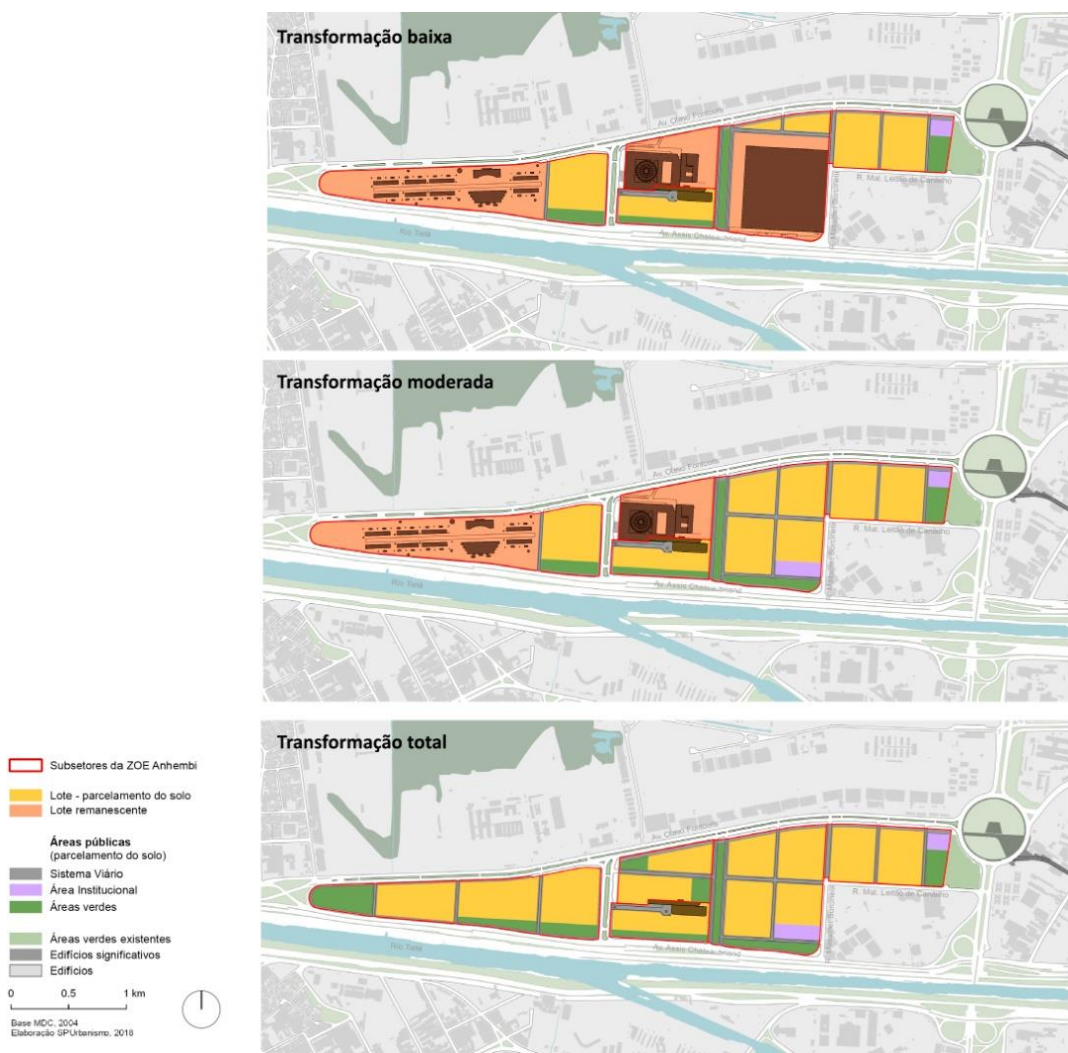 Transformação baixa
Av. Olavo Fontoura
R. Mal. Leitão de Carvalho
Rio Tietê
Av. Assis Chateaubriand
Transformação moderada
Av. Olavo Fontoura
R. Mal. Leitão de Carvalho
Rio Tietê
Av. Assis Chateaubriand
Transformação total
Av. Olavo Fontoura
R. Mal. Leitão de Carvalho
Rio Tietê
Av. Assis Chateaubriand
Subsetores da ZOE Anhembi
Lote - parcelamento do solo
Lote remanescente
Áreas públicas
(parcelamento do solo)
Sistema Viário
Área Institucional
Áreas verdes
Áreas verdes existentes
Edifícios significativos
Edifícios
0 0.5 1 km
Base MDC, 2004
Elaboração SPUrbanismo, 2018